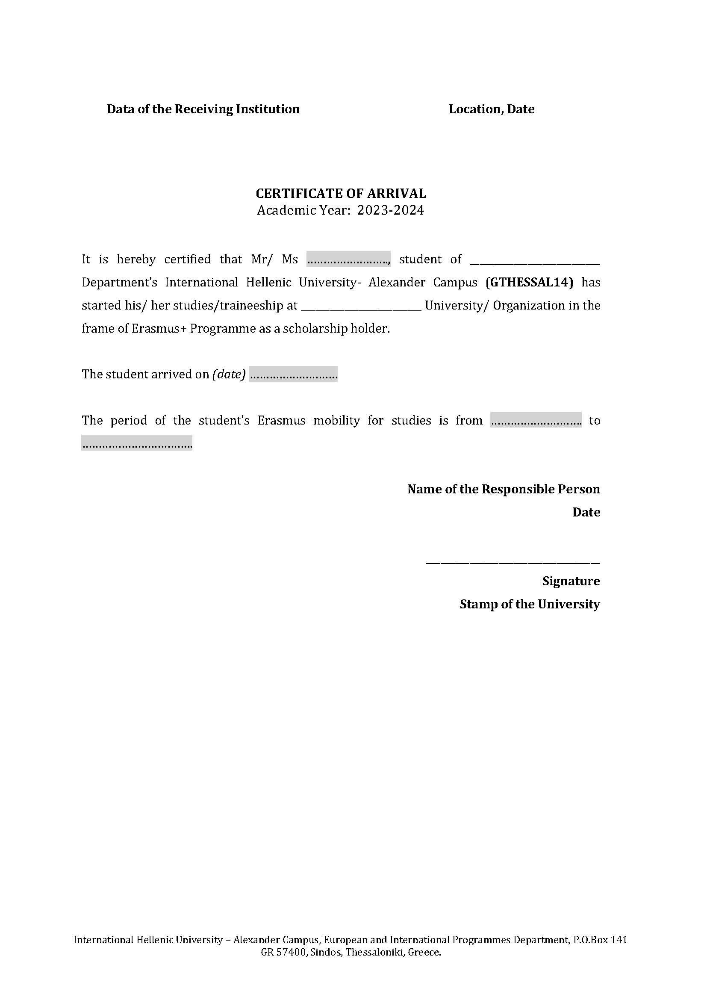 Data of the Receiving Institution Location, Date
CERTIFICATE OF ARRIVAL
Academic Year: 2023-2024
It is hereby certified that Mr/ Ms ........................., student of ___________________________
Department’s International Hellenic University- Alexander Campus (GTHESSAL14) has
started his/ her studies/traineeship at _________________________ University/ Organization in the
frame of Erasmus+ Programme as a scholarship holder.
The student arrived on (date) ...........................
The period of the student’s Erasmus mobility for studies is from ............................ to
..................................
Name of the Responsible Person
Date
____________________________________
Signature
Stamp of the University
International Hellenic University – Alexander Campus, European and International Programmes Department, P.O.Box 141
GR 57400, Sindos, Thessaloniki, Greece.